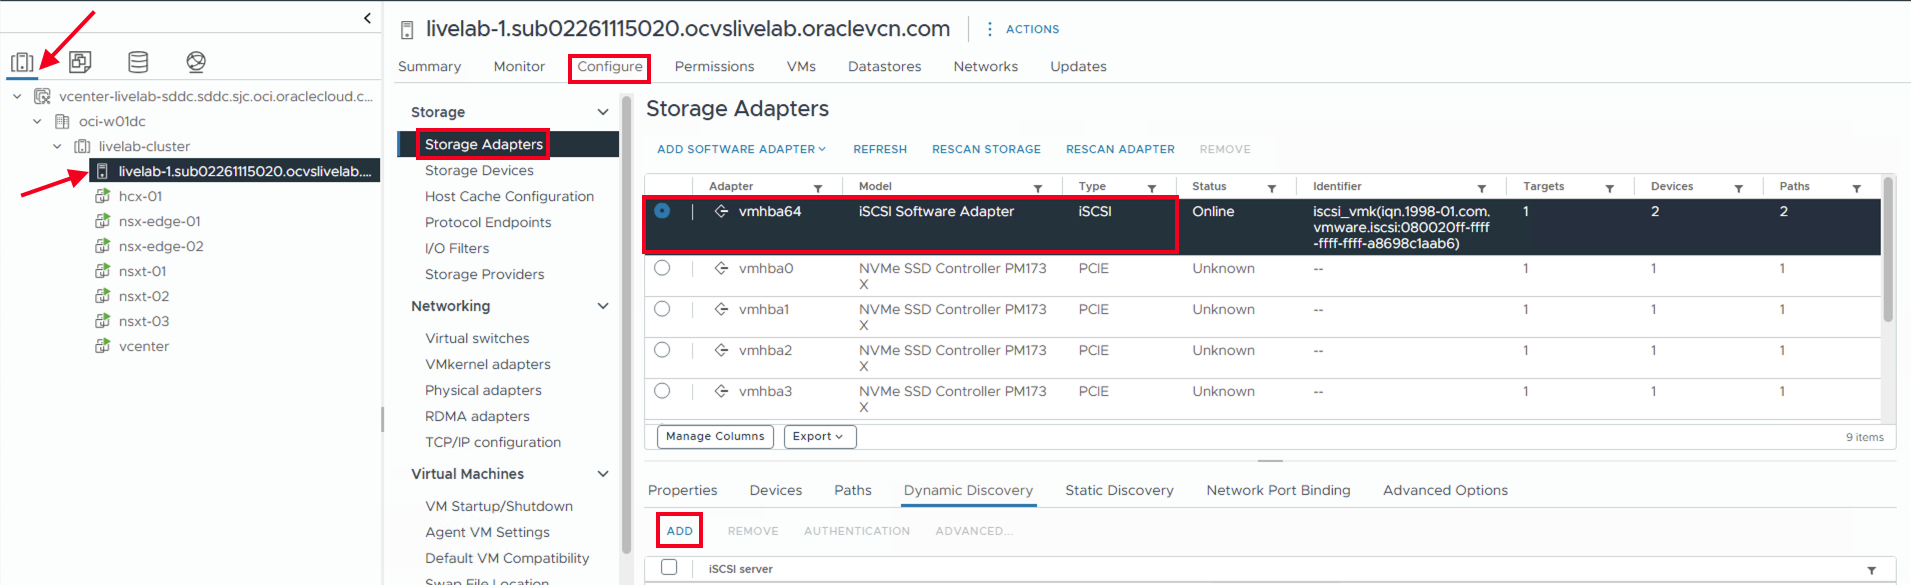 livelab-1.sub02261115020.ocvslivelab.oraclevcn.com
ACTIONS
Summary Monitor Configure Permissions VMs Datastores Networks Updates
vcenter-livelab-sddc.sddc.sjc.oci.oraclecloud.c...
oci-w01dc
livelab-cluster
livelab-1.sub02261115020.ocvslivelab....
hcx-01
nsx-edge-01
nsx-edge-02
nsxt-01
nsxt-02
nsxt-03
vcenter
Storage
Storage Adapters
Storage Devices
Host Cache Configuration
Protocol Endpoints
I/O Filters
Storage Providers
Networking
Virtual switches
VMkernel adapters
Physical adapters
RDMA adapters
TCP/IP configuration
Virtual Machines
VM Startup/Shutdown
Agent VM Settings
Default VM Compatibility
Swap File Location
Storage Adapters
ADD SOFTWARE ADAPTER REFRESH RESCAN STORAGE RESCAN ADAPTER REMOVE
Adapter Model Type Status Identifier Targets Devices Paths
vmhba64 iSCSI Software Adapter iSCSI Online iscsi_vmk(iqn.1998-01.com. 1 2 2
vmware.iscsi:080020ff-ffff
-ffff-ffff-a8698c1aab6)
vmhba0 NVMe SSD Controller PM173 PCIE Unknown -- 1 1 1
X
vmhba1 NVMe SSD Controller PM173 PCIE Unknown -- 1 1 1
X
vmhba2 NVMe SSD Controller PM173 PCIE Unknown -- 1 1 1
X
vmhba3 NVMe SSD Controller PM173 PCIE Unknown -- 1 1 1
X
Manage Columns Export 9 items
Properties Devices Paths Dynamic Discovery Static Discovery Network Port Binding Advanced Options
ADD REMOVE AUTHENTICATION ADVANCED...
iSCSI server